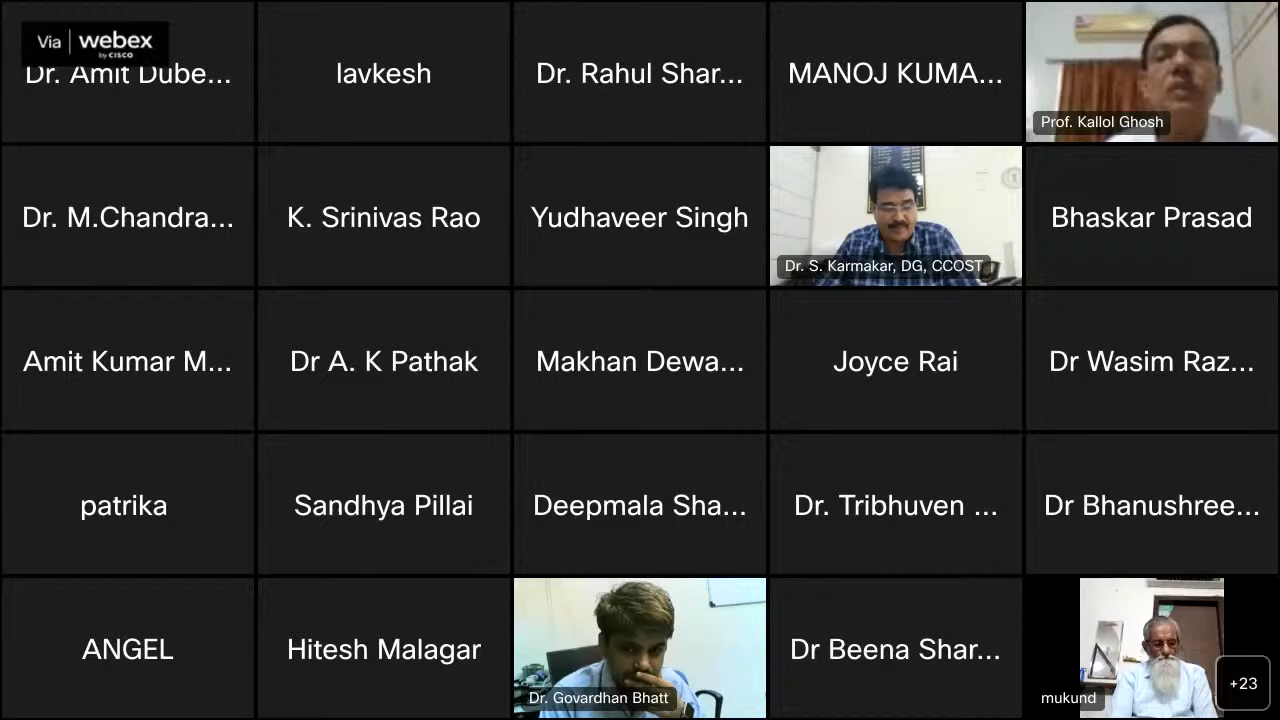 Via webex
by CISCO
Dr. Amit Dube...
lavkesh
Dr. Rahul Shar...
MANOJ KUMA...
Prof. Kallol Ghosh
Dr. M.Chandra...
K. Srinivas Rao
Yudhaveer Singh
Dr. S. Karmakar, DG, CCOST
Bhaskar Prasad
Amit Kumar M...
Dr A. K Pathak
Makhan Dewa...
Joyce Rai
Dr Wasim Raz...
patrika
Sandhya Pillai
Deepmala Sha...
Dr. Tribhuven ...
Dr Bhanushree...
ANGEL
Hitesh Malagar
Dr. Govardhan Bhatt
Dr Beena Shar...
mukund
+23